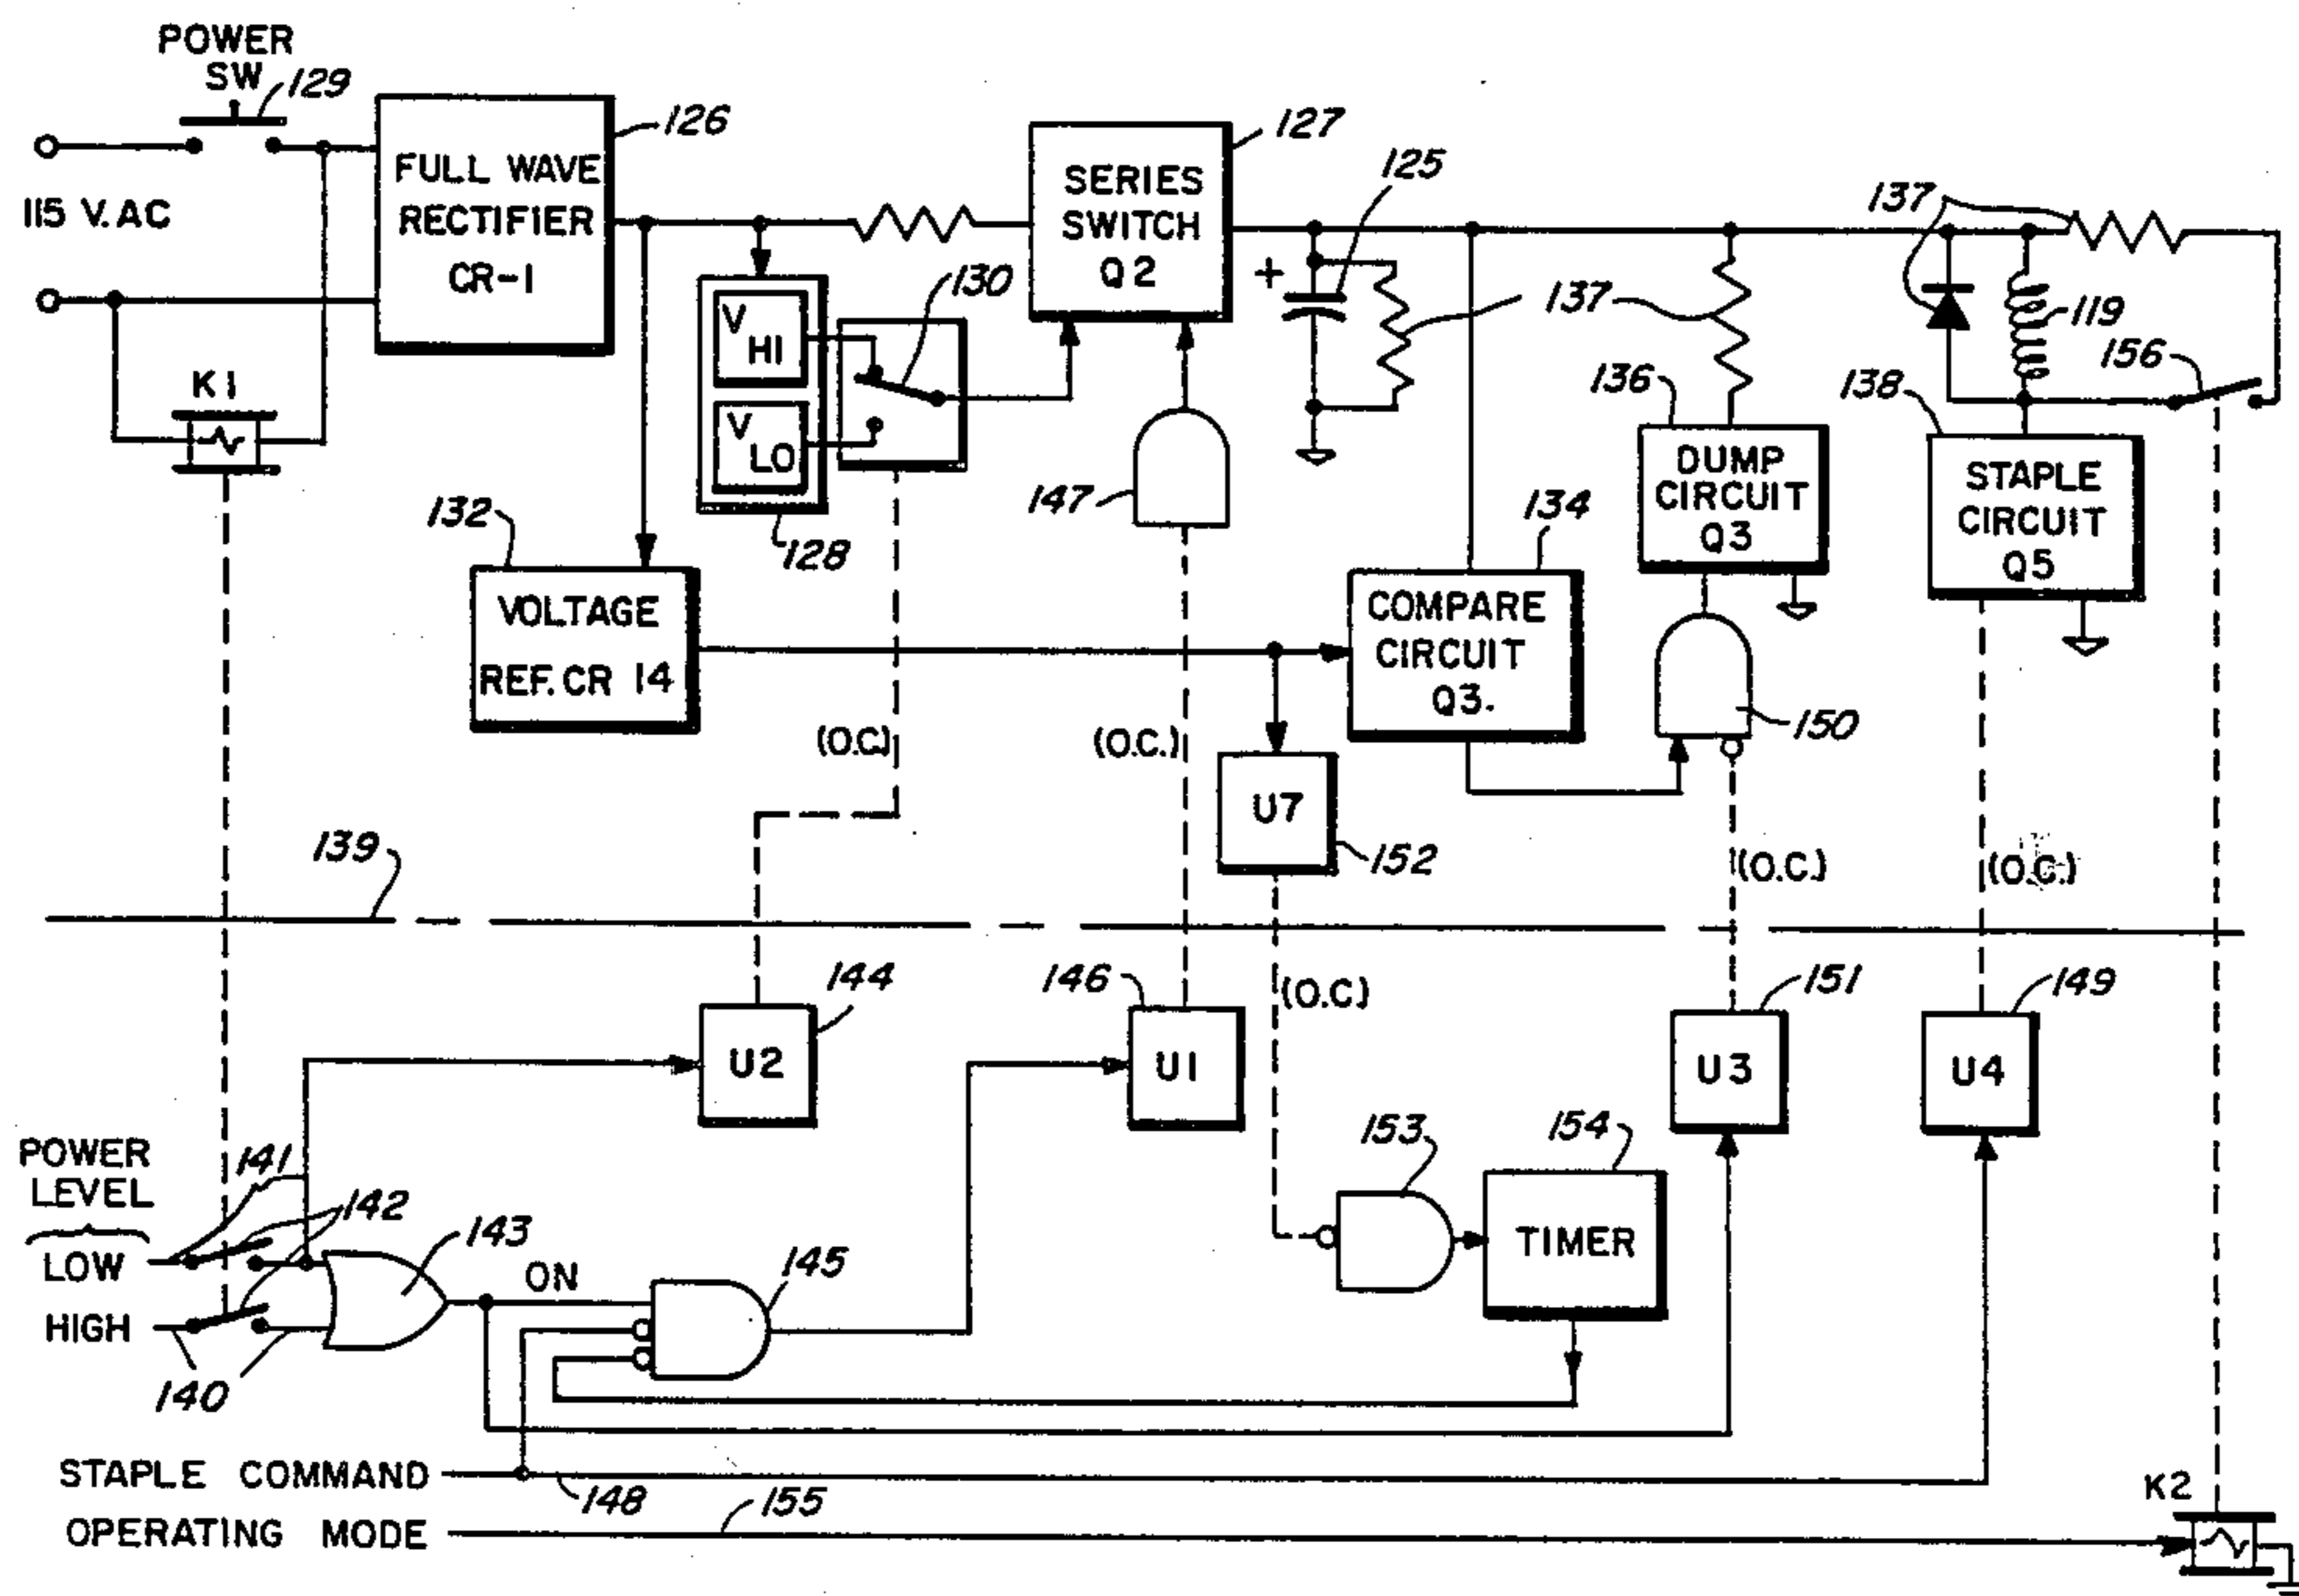 POWER
SW
129
115 V. AC
FULL WAVE
RECTIFIER
CR-1
126
V
HI
V
LO
130
128
SERIES
SWITCH
Q2
127
125
+
137
137
119
156
138
136
DUMP
CIRCUIT
Q3
STAPLE
CIRCUIT
Q5
K1
132
VOLTAGE
REF. CR 14
147
134
COMPARE
CIRCUIT
Q3.
150
(O.C.)
(O.C.)
U7
152
(O.C.)
(O.C.)
139
144
U2
146
U1
(O.C)
151
U3
149
U4
POWER
LEVEL
LOW
HIGH
141
142
143
140
ON
145
153
154
TIMER
STAPLE COMMAND
148
OPERATING MODE
155
K2